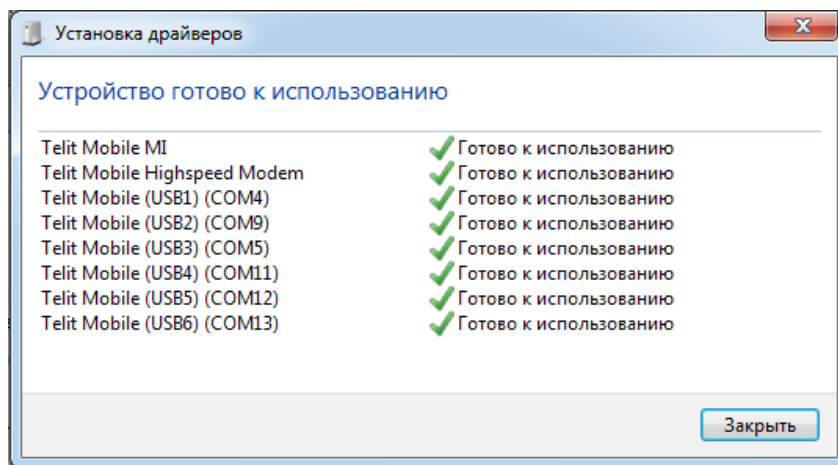 Установка драйверов
Устройство готово к использованию
Telit Mobile MI Готово к использованию
Telit Mobile Highspeed Modem Готово к использованию
Telit Mobile (USB1) (COM4) Готово к использованию
Telit Mobile (USB2) (COM9) Готово к использованию
Telit Mobile (USB3) (COM5) Готово к использованию
Telit Mobile (USB4) (COM11) Готово к использованию
Telit Mobile (USB5) (COM12) Готово к использованию
Telit Mobile (USB6) (COM13) Готово к использованию
Закрыть